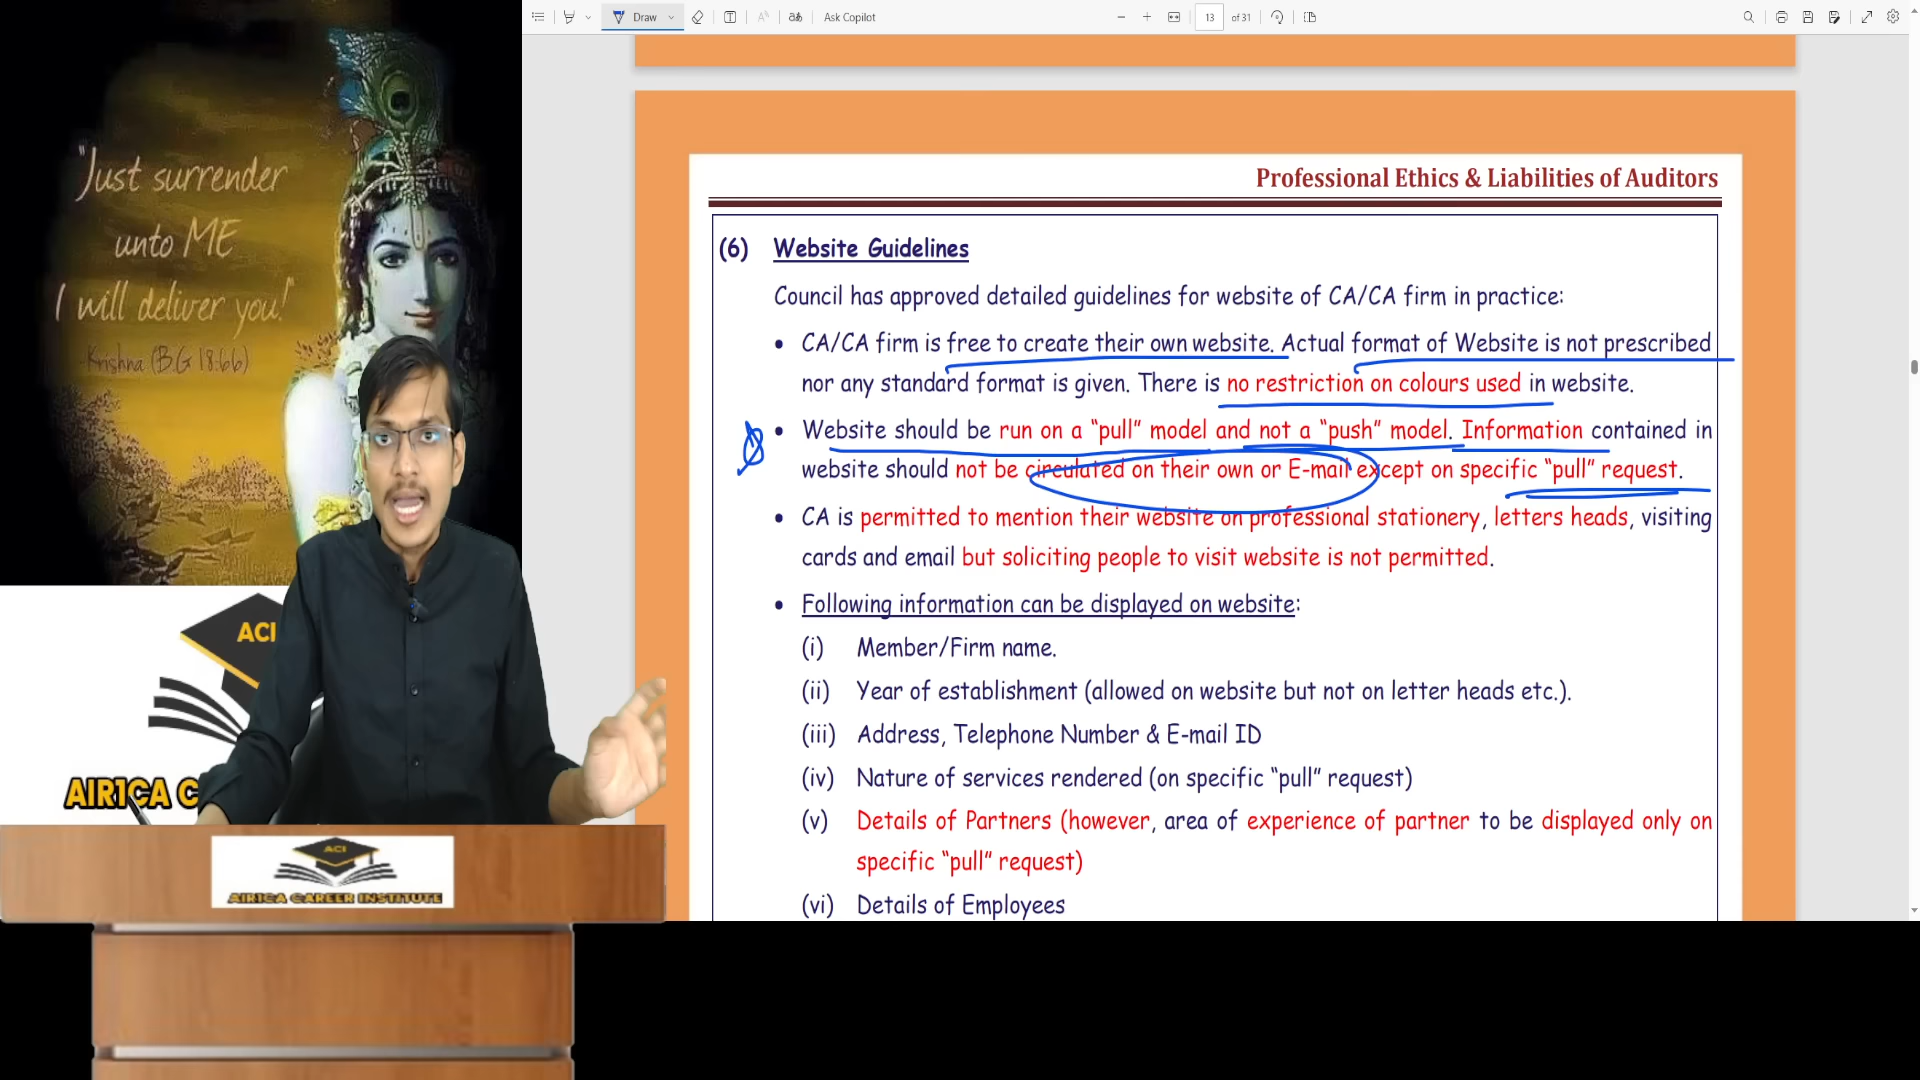 "Just surrender
unto ME
I will deliver you!"
- Krishna (B.G 18:66)
ACI
AIR1CA C
ACI
AIR1CA CAREER INSTITUTE
Draw
Ask Copilot
13 of 31
Professional Ethics & Liabilities of Auditors
(6) Website Guidelines
Council has approved detailed guidelines for website of CA/CA firm in practice:
• CA/CA firm is free to create their own website. Actual format of Website is not prescribed
nor any standard format is given. There is no restriction on colours used in website.
• Website should be run on a “pull” model and not a “push” model. Information contained in
website should not be circulated on their own or E-mail except on specific “pull” request.
• CA is permitted to mention their website on professional stationery, letters heads, visiting
cards and email but soliciting people to visit website is not permitted.
• Following information can be displayed on website:
(i) Member/Firm name.
(ii) Year of establishment (allowed on website but not on letter heads etc.).
(iii) Address, Telephone Number & E-mail ID
(iv) Nature of services rendered (on specific “pull” request)
(v) Details of Partners (however, area of experience of partner to be displayed only on
specific “pull” request)
(vi) Details of Employees